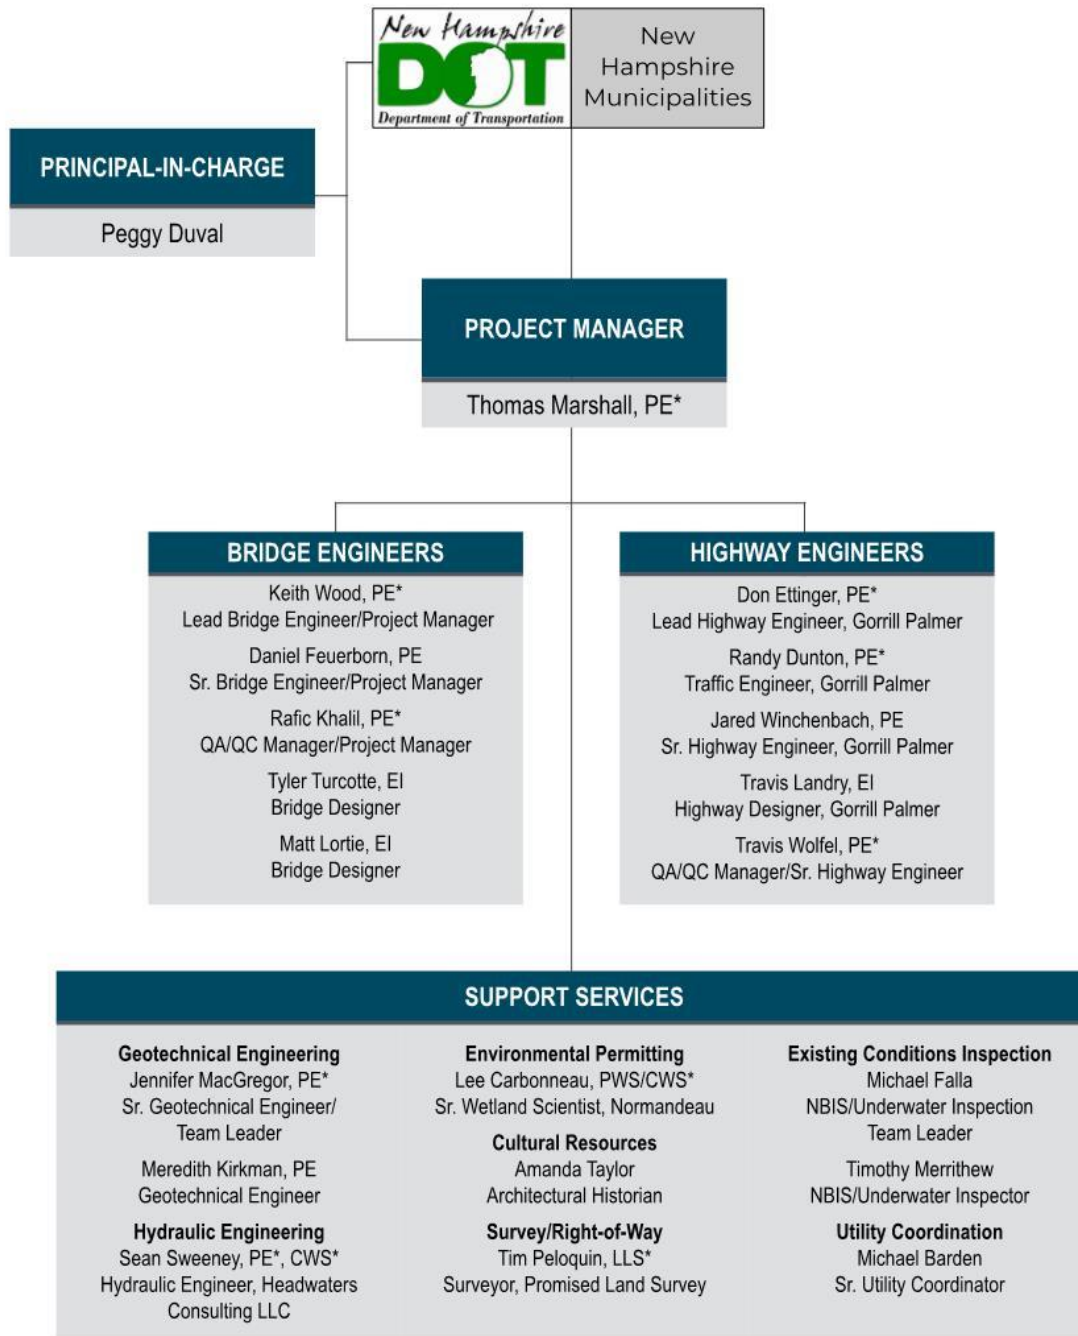 New Hampshire
DOT
Department of Transportation
New
Hampshire
Municipalities
PRINCIPAL-IN-CHARGE
Peggy Duval
PROJECT MANAGER
Thomas Marshall, PE*
BRIDGE ENGINEERS
Keith Wood, PE*
Lead Bridge Engineer/Project Manager
Daniel Feuerborn, PE
Sr. Bridge Engineer/Project Manager
Rafic Khalil, PE*
QA/QC Manager/Project Manager
Tyler Turcotte, EI
Bridge Designer
Matt Lortie, EI
Bridge Designer
HIGHWAY ENGINEERS
Don Ettinger, PE*
Lead Highway Engineer, Gorrill Palmer
Randy Dunton, PE*
Traffic Engineer, Gorrill Palmer
Jared Winchenbach, PE
Sr. Highway Engineer, Gorrill Palmer
Travis Landry, EI
Highway Designer, Gorrill Palmer
Travis Wolfel, PE*
QA/QC Manager/Sr. Highway Engineer
SUPPORT SERVICES
Geotechnical Engineering
Jennifer MacGregor, PE*
Sr. Geotechnical Engineer/
Team Leader
Meredith Kirkman, PE
Geotechnical Engineer
Hydraulic Engineering
Sean Sweeney, PE*, CWS*
Hydraulic Engineer, Headwaters
Consulting LLC
Environmental Permitting
Lee Carbonneau, PWS/CWS*
Sr. Wetland Scientist, Normandeau
Cultural Resources
Amanda Taylor
Architectural Historian
Survey/Right-of-Way
Tim Peloquin, LLS*
Surveyor, Promised Land Survey
Existing Conditions Inspection
Michael Falla
NBIS/Underwater Inspection
Team Leader
Timothy Merrithew
NBIS/Underwater Inspector
Utility Coordination
Michael Barden
Sr. Utility Coordinator